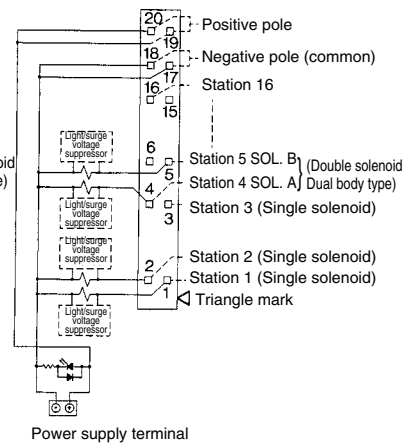 20
Positive pole
19
18
Negative pole (common)
17
16
Station 16
15
Light/surge
voltage
suppressor
6
oid
e)
5
Station 5 SOL. B
(Double solenoid
Station 4 SOL. A
Dual body type)
4
Light/surge
voltage
suppressor
3
Station 3 (Single solenoid)
Light/surge
voltage
suppressor
2
Station 2 (Single solenoid)
Station 1 (Single solenoid)
1
Triangle mark
Light/surge
voltage
suppressor
Power supply terminal